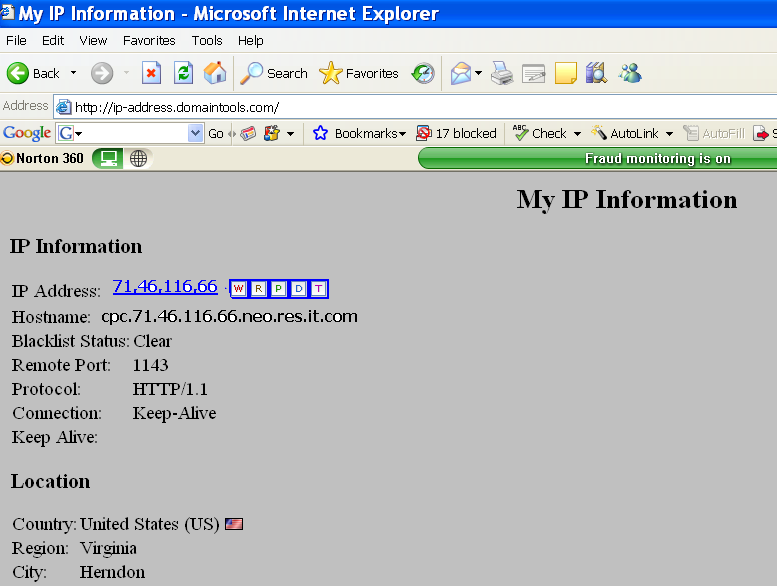 My IP Information - Microsoft Internet Explorer
File Edit View Favorites Tools Help
Back Search Favorites
Address http://ip-address.domaintools.com/
Google G Go Bookmarks 17 blocked ABC Check AutoLink AutoFill S
Norton 360 Fraud monitoring is on
My IP Information
IP Information
IP Address: 71,46,116,66 W R P D T
Hostname: cpc.71.46.116.66.neo.res.it.com
Blacklist Status: Clear
Remote Port: 1143
Protocol: HTTP/1.1
Connection: Keep-Alive
Keep Alive:
Location
Country: United States (US)
Region: Virginia
City: Herndon